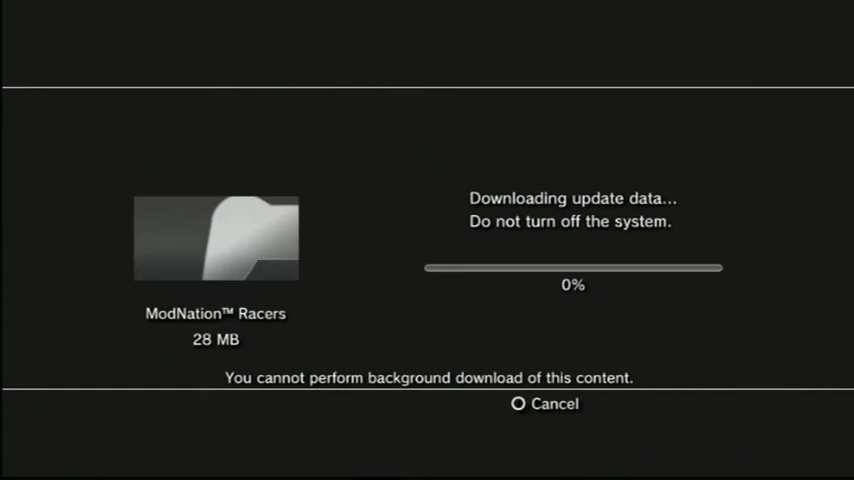 Downloading update data...
Do not turn off the system.
0%
ModNation™ Racers
28 MB
You cannot perform background download of this content.
Cancel